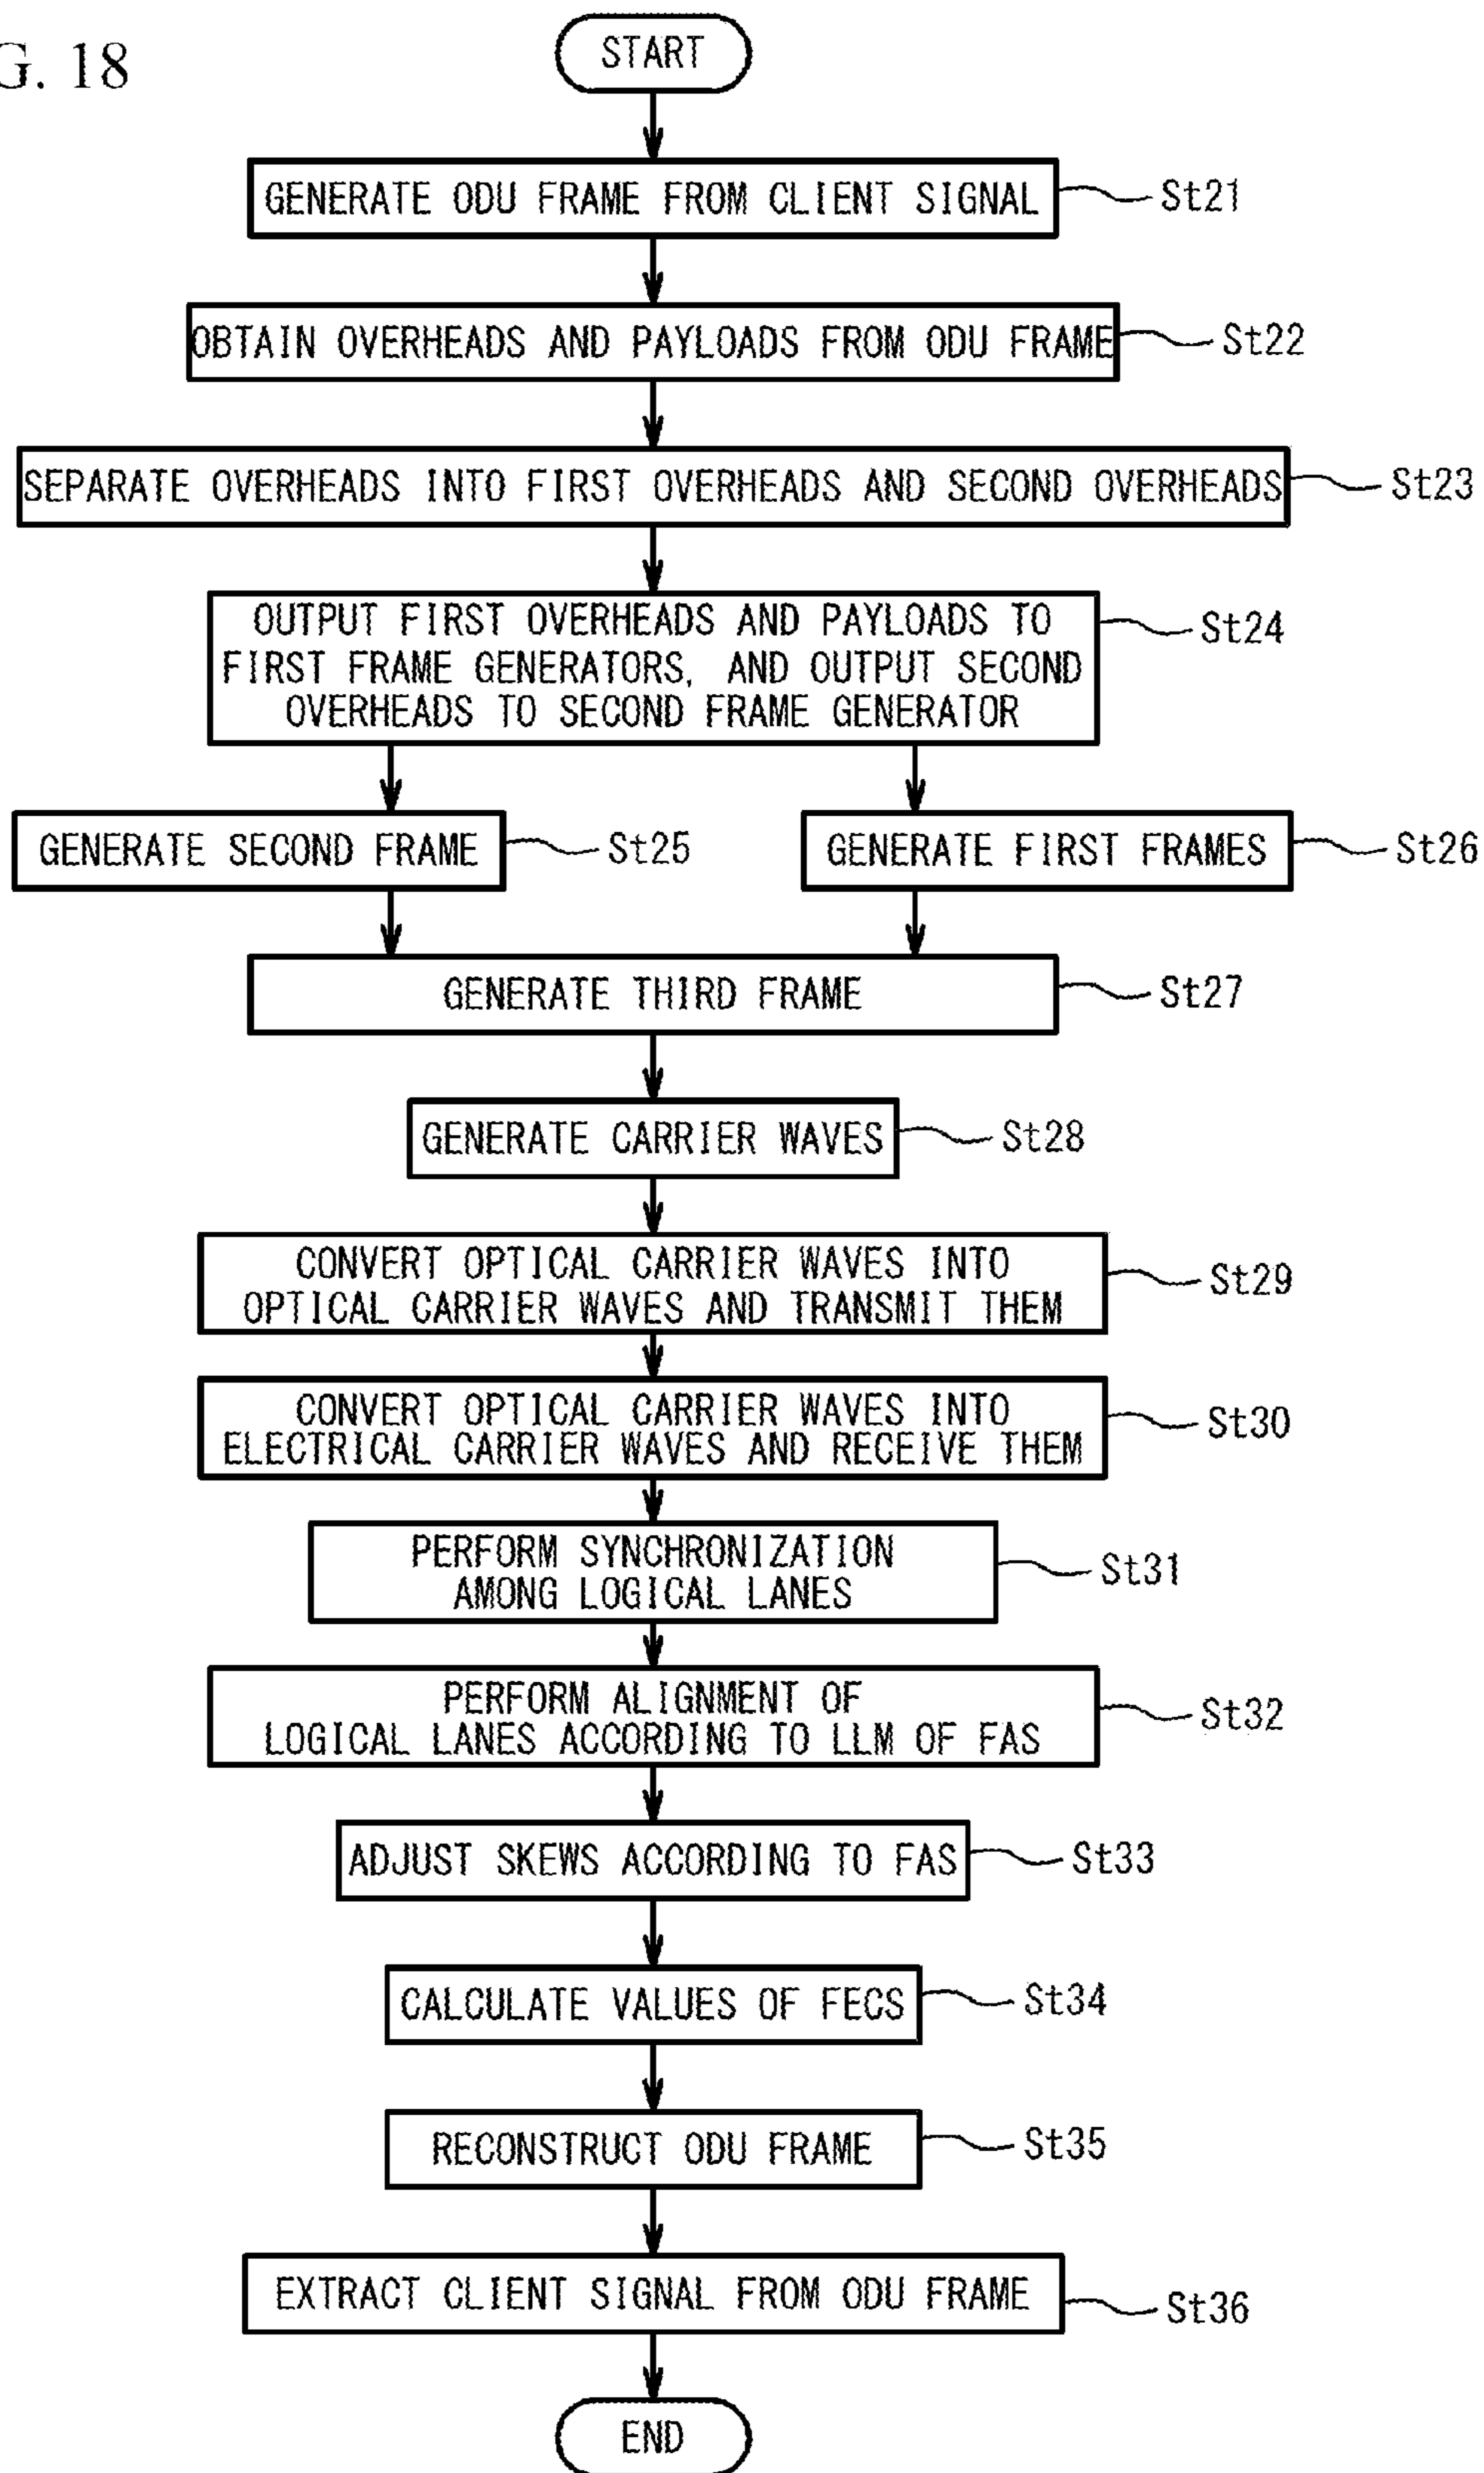 G. 18
START
GENERATE ODU FRAME FROM CLIENT SIGNAL
St21
OBTAIN OVERHEADS AND PAYLOADS FROM ODU FRAME
St22
SEPARATE OVERHEADS INTO FIRST OVERHEADS AND SECOND OVERHEADS
St23
OUTPUT FIRST OVERHEADS AND PAYLOADS TO
FIRST FRAME GENERATORS, AND OUTPUT SECOND
OVERHEADS TO SECOND FRAME GENERATOR
St24
GENERATE SECOND FRAME
St25
GENERATE FIRST FRAMES
St26
GENERATE THIRD FRAME
St27
GENERATE CARRIER WAVES
St28
CONVERT OPTICAL CARRIER WAVES INTO
OPTICAL CARRIER WAVES AND TRANSMIT THEM
St29
CONVERT OPTICAL CARRIER WAVES INTO
ELECTRICAL CARRIER WAVES AND RECEIVE THEM
St30
PERFORM SYNCHRONIZATION
AMONG LOGICAL LANES
St31
PERFORM ALIGNMENT OF
LOGICAL LANES ACCORDING TO LLM OF FAS
St32
ADJUST SKEWS ACCORDING TO FAS
St33
CALCULATE VALUES OF FECS
St34
RECONSTRUCT ODU FRAME
St35
EXTRACT CLIENT SIGNAL FROM ODU FRAME
St36
END